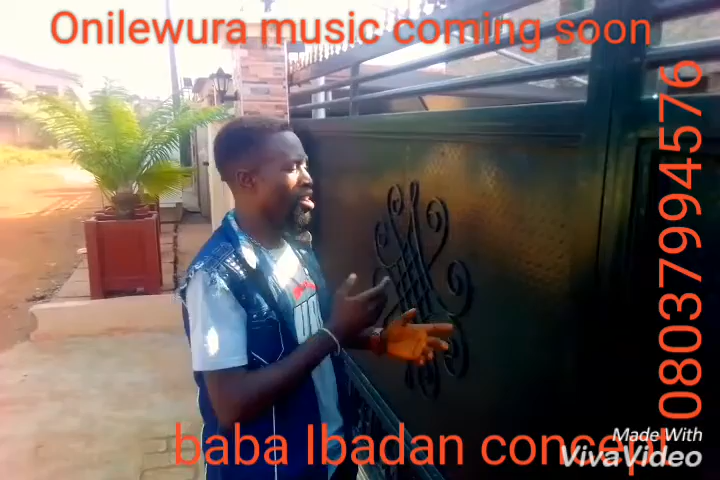 Onilewura music coming soon
08037994576
baba Ibadan concept
Made With
VivaVideo